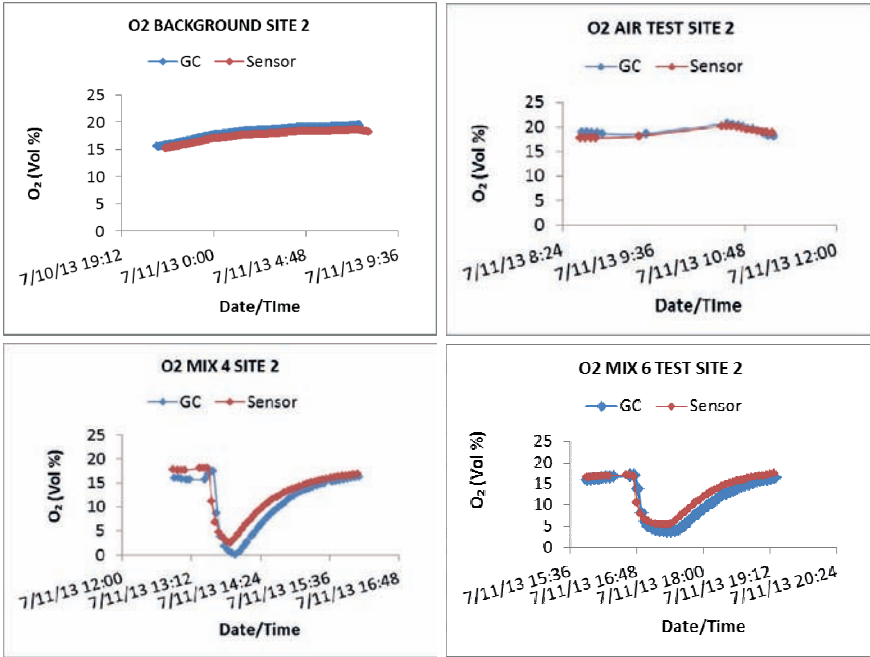 O2 BACKGROUND SITE 2
GC Sensor
25
20
15
10
5
0
O₂ (Vol %)
7/10/13 19:12
7/11/13 0:00
7/11/13 4:48
7/11/13 9:36
Date/Time
O2 AIR TEST SITE 2
GC Sensor
25
20
15
10
5
0
O₂ (Vol %)
7/11/13 8:24
7/11/13 9:36
7/11/13 10:48
7/11/13 12:00
Date/Time
O2 MIX 4 SITE 2
GC Sensor
25
20
15
10
5
0
O₂ (Vol %)
7/11/13 12:00
7/11/13 13:12
7/11/13 14:24
7/11/13 15:36
7/11/13 16:48
Date/Time
O2 MIX 6 TEST SITE 2
GC Sensor
25
20
15
10
5
0
O₂ (Vol %)
7/11/13 15:36
7/11/13 16:48
7/11/13 18:00
7/11/13 19:12
7/11/13 20:24
Date/Time